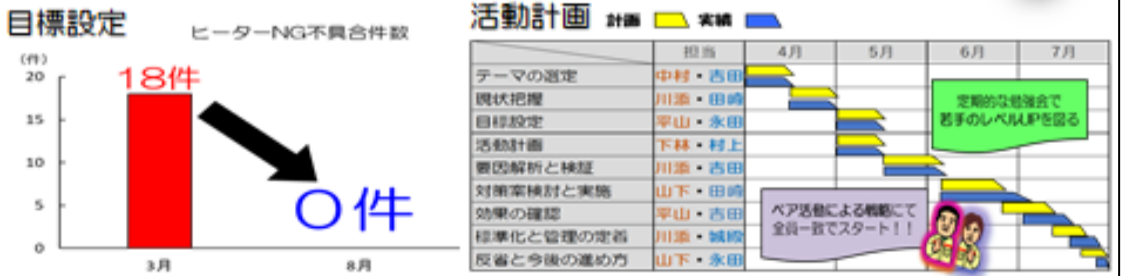 目標設定
ヒーターNG不具合件数
(件)
20
15
10
5
0
18件
0件
3月
8月
活動計画 計画 実績
担当 4月 5月 6月 7月
テーマの選定 中村・吉田
現状把握 川添・田崎
目標設定 平山・永田
活動計画 下林・村上
要因解析と検証 川添・吉田
対策案検討と実施 山下・田崎
効果の確認 平山・吉田
標準化と管理の定着 川添・城殿
反省と今後の進め方 山下・永田
定期的な勉強会で
若手のレベルUPを図る
ペア活動による戦略にて
全員一致でスタート！！